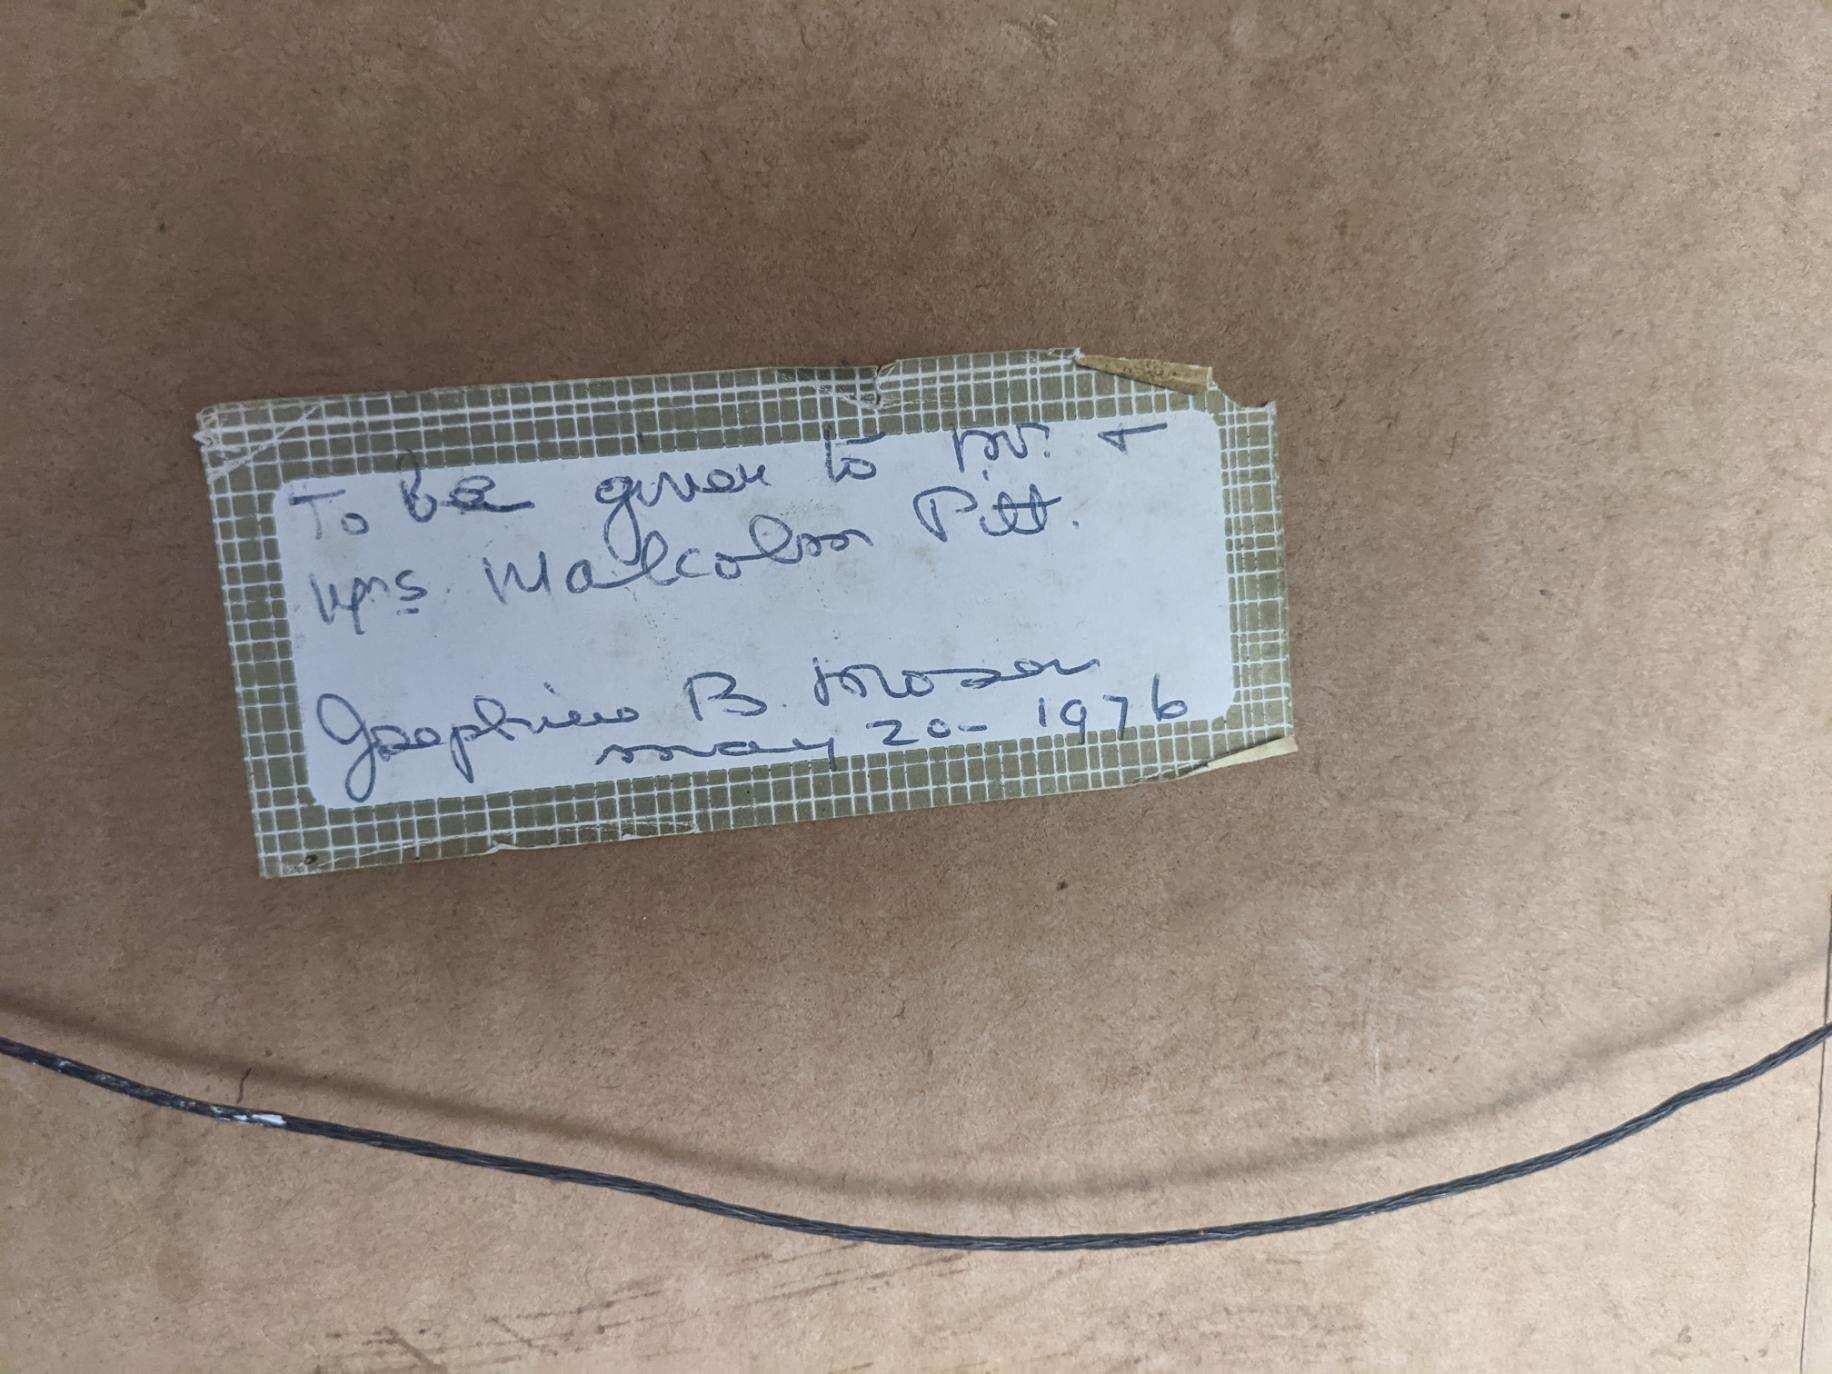 To be given to Mr. +
Mrs. Malcolm Pitt.
Josephine B. Moser
May 20- 1976